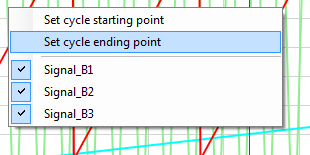 Set cycle starting point
Set cycle ending point
Signal_B1
Signal_B2
Signal_B3